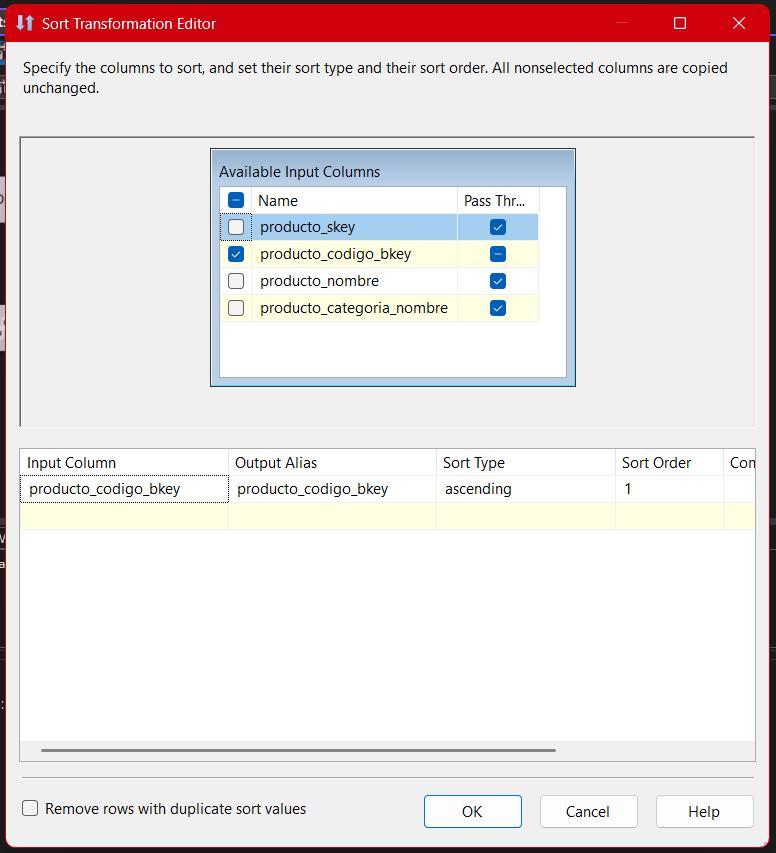 Sort Transformation Editor
Specify the columns to sort, and set their sort type and their sort order. All nonselected columns are copied
unchanged.
Available Input Columns
Name Pass Thr...
producto_skey
producto_codigo_bkey
producto_nombre
producto_categoria_nombre
Input Column Output Alias Sort Type Sort Order Con
producto_codigo_bkey producto_codigo_bkey ascending 1
Remove rows with duplicate sort values
OK Cancel Help